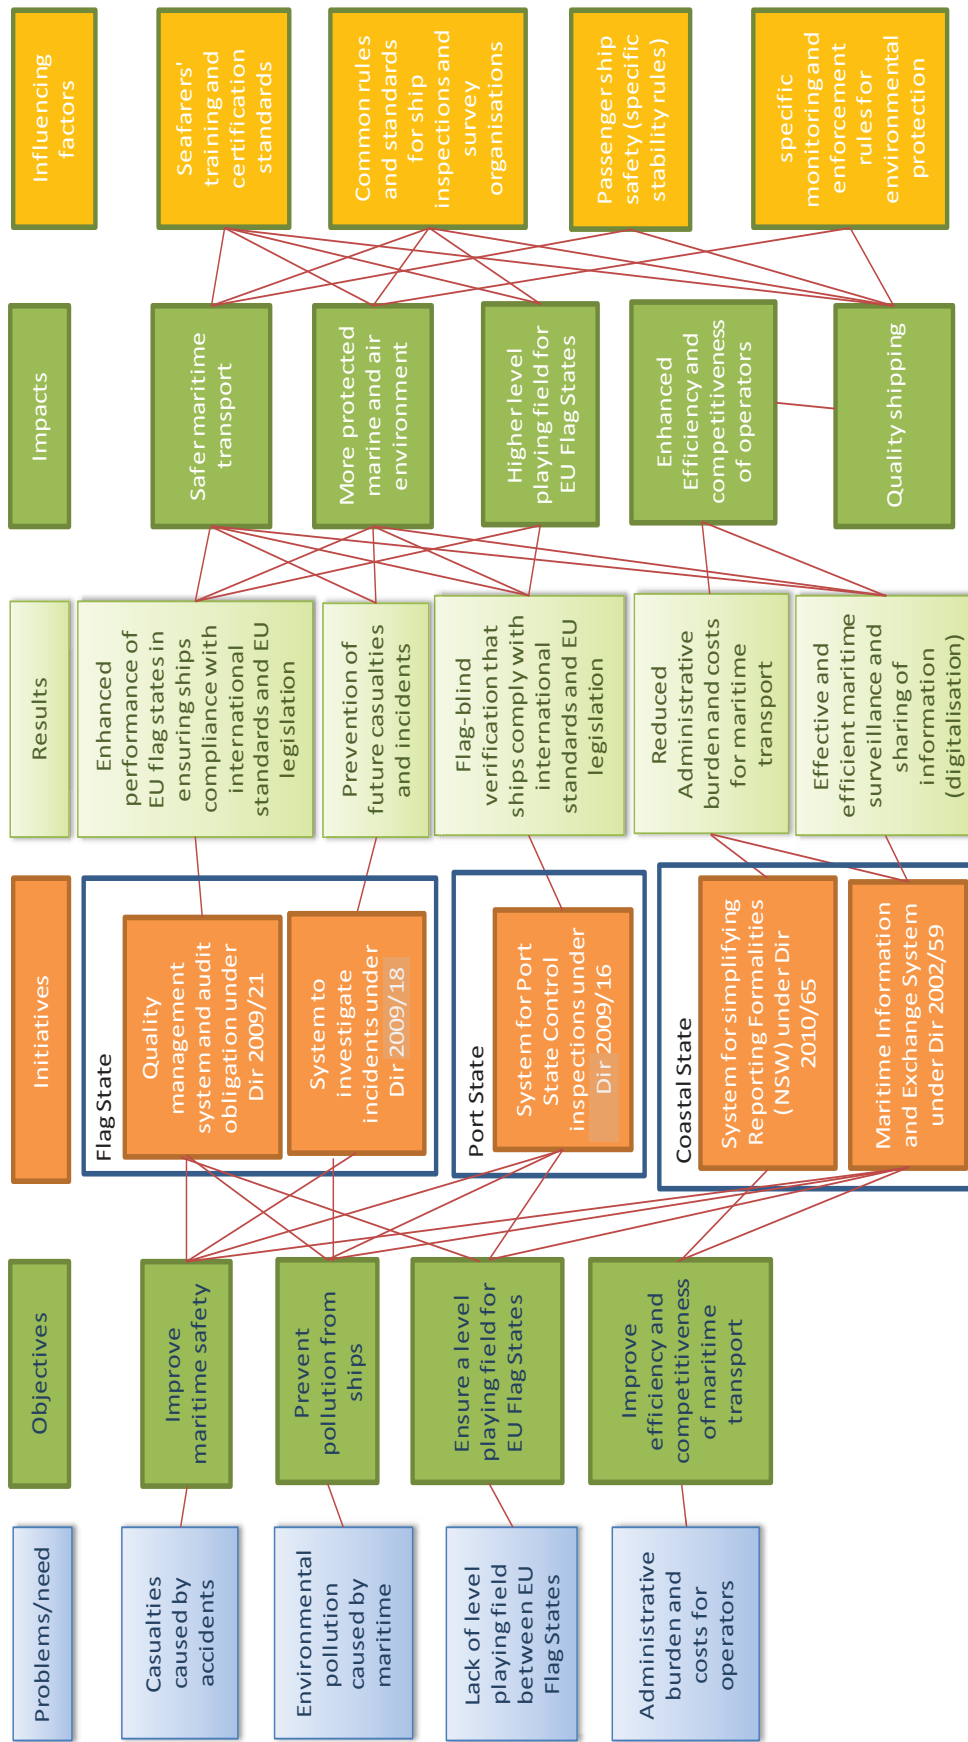 Problems/need
Objectives
Initiatives
Results
Impacts
Influencing
factors
Casualties
caused by
accidents
Environmental
pollution
caused by
maritime
Lack of level
playing field
between EU
Flag States
Administrative
burden and
costs for
operators
Improve
maritime safety
Prevent
pollution from
ships
Ensure a level
playing field for
EU Flag States
Improve
efficiency and
competitiveness
of maritime
transport
Flag State
Quality
management
system and audit
obligation under
Dir 2009/21
System to
investigate
incidents under
Dir 2009/18
Port State
System for Port
State Control
inspections under
Dir 2009/16
Coastal State
System for simplifying
Reporting Formalities
(NSW) under Dir
2010/65
Maritime Information
and Exchange System
under Dir 2002/59
Enhanced
performance of
EU flag states in
ensuring ships
compliance with
international
standards and EU
legislation
Prevention of
future casualties
and incidents
Flag-blind
verification that
ships comply with
international
standards and EU
legislation
Reduced
Administrative
burden and costs
for maritime
transport
Effective and
efficient maritime
surveillance and
sharing of
information
(digitalisation)
Safer maritime
transport
More protected
marine and air
environment
Higher level
playing field for
EU Flag States
Enhanced
Efficiency and
competitiveness
of operators
Quality shipping
Seafarers'
training and
certification
standards
Common rules
and standards
for ship
inspections and
survey
organisations
Passenger ship
safety (specific
stability rules)
specific
monitoring and
enforcement
rules for
environmental
protection